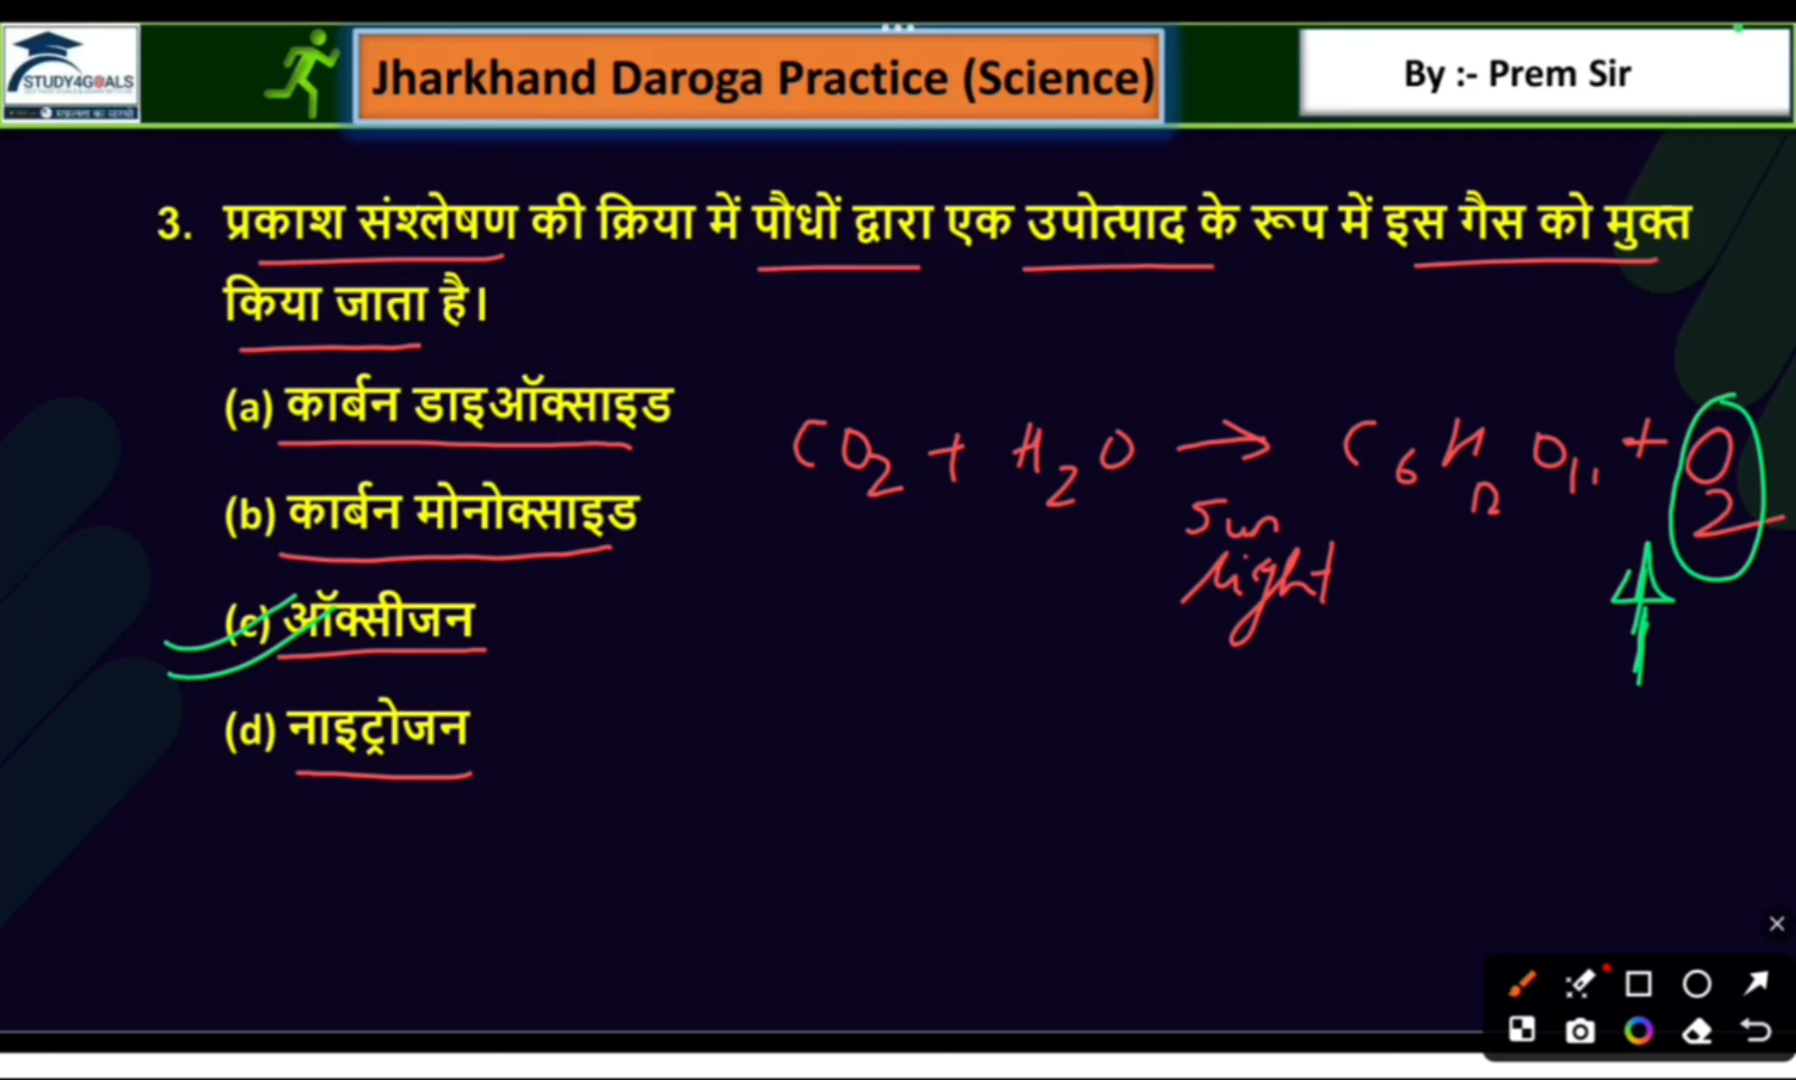 STUDY4GOALS
Jharkhand Daroga Practice (Science)
By :- Prem Sir
3. प्रकाश संश्लेषण की क्रिया में पौधों द्वारा एक उपोत्पाद के रूप में इस गैस को मुक्त
किया जाता है।
(a) कार्बन डाइऑक्साइड
(b) कार्बन मोनोक्साइड
(c) ऑक्सीजन
(d) नाइट्रोजन
CO2 + H2O → C6H12O11 + O2
Sun
light